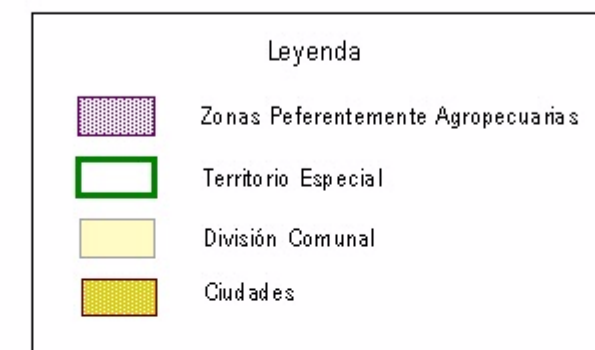 Leyenda
Zonas Peferentemente Agropecuarias
Territorio Especial
División Comunal
Ciudades